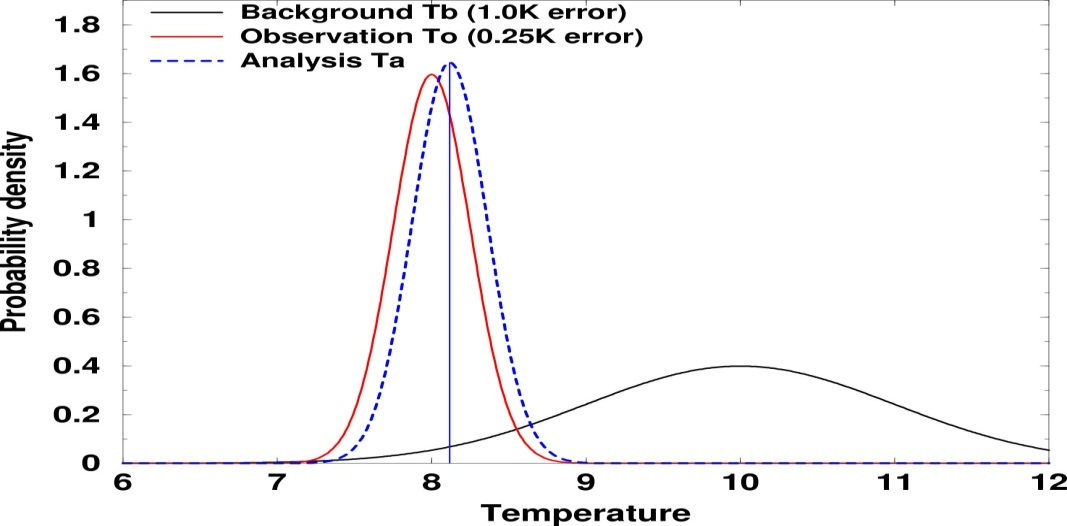 Background Tb (1.0K error)
Observation To (0.25K error)
Analysis Ta
Probability density
1.8
1.6
1.4
1.2
1
0.8
0.6
0.4
0.2
0
6 7 8 9 10 11 12
Temperature